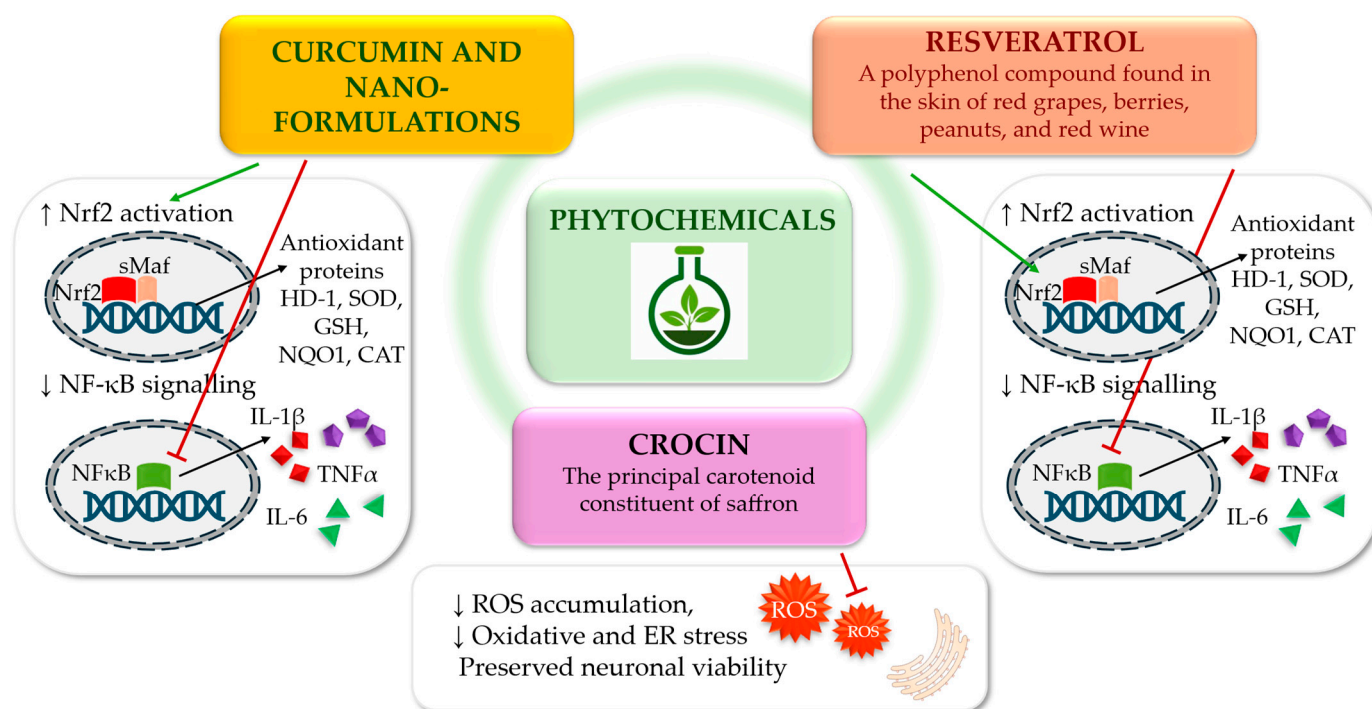 CURCUMIN AND
NANO-
FORMULATIONS
RESVERATROL
A polyphenol compound found in
the skin of red grapes, berries,
peanuts, and red wine
PHYTOCHEMICALS
CROCIN
The principal carotenoid
constituent of saffron
↑ Nrf2 activation
sMaf
Nrf2
Antioxidant
proteins
HD-1, SOD,
GSH,
NQO1, CAT
↓ NF-κB signalling
NFκB
IL-1β
TNFα
IL-6
↑ Nrf2 activation
sMaf
Nrf2
Antioxidant
proteins
HD-1, SOD,
GSH,
NQO1, CAT
↓ NF-κB signalling
NFκB
IL-1β
TNFα
IL-6
↓ ROS accumulation,
↓ Oxidative and ER stress
Preserved neuronal viability
ROS
ROS